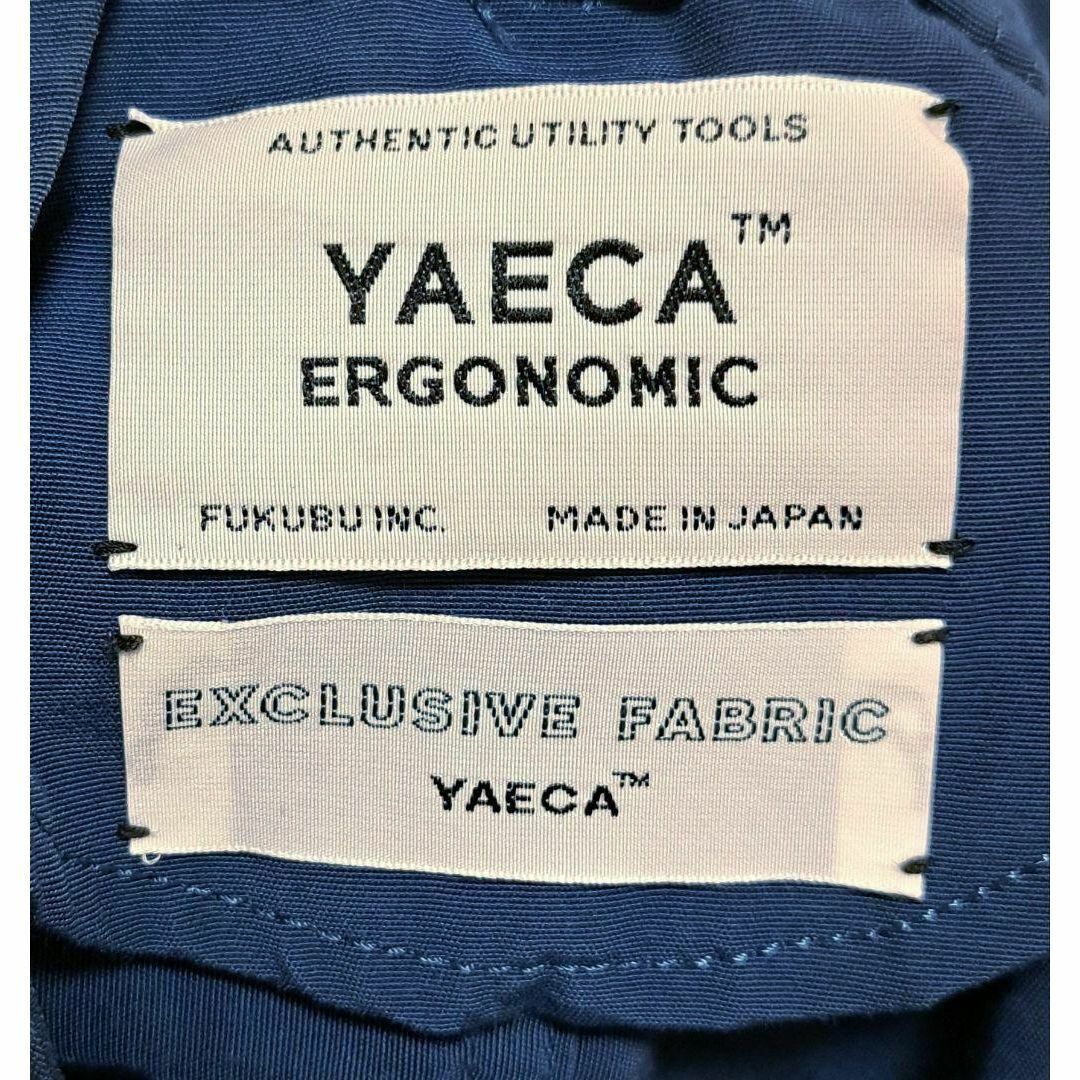 AUTHENTIC UTILITY TOOLS
YAECA™
ERGONOMIC
FUKUBU INC. MADE IN JAPAN
EXCLUSIVE FABRIC
YAECA™